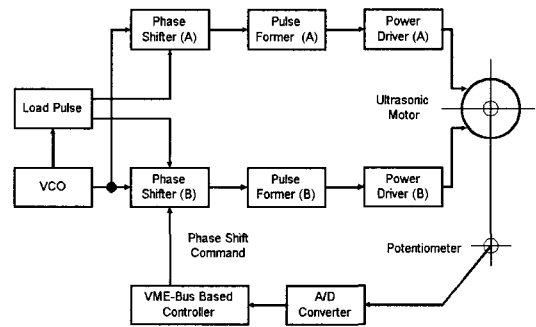 Phase
Shifter (A)
Pulse
Former (A)
Power
Driver (A)
Load Pulse
Ultrasonic
Motor
VCO
Phase
Shifter (B)
Pulse
Former (B)
Power
Driver (B)
Phase Shift
Command
Potentiometer
VME-Bus Based
Controller
A/D
Converter